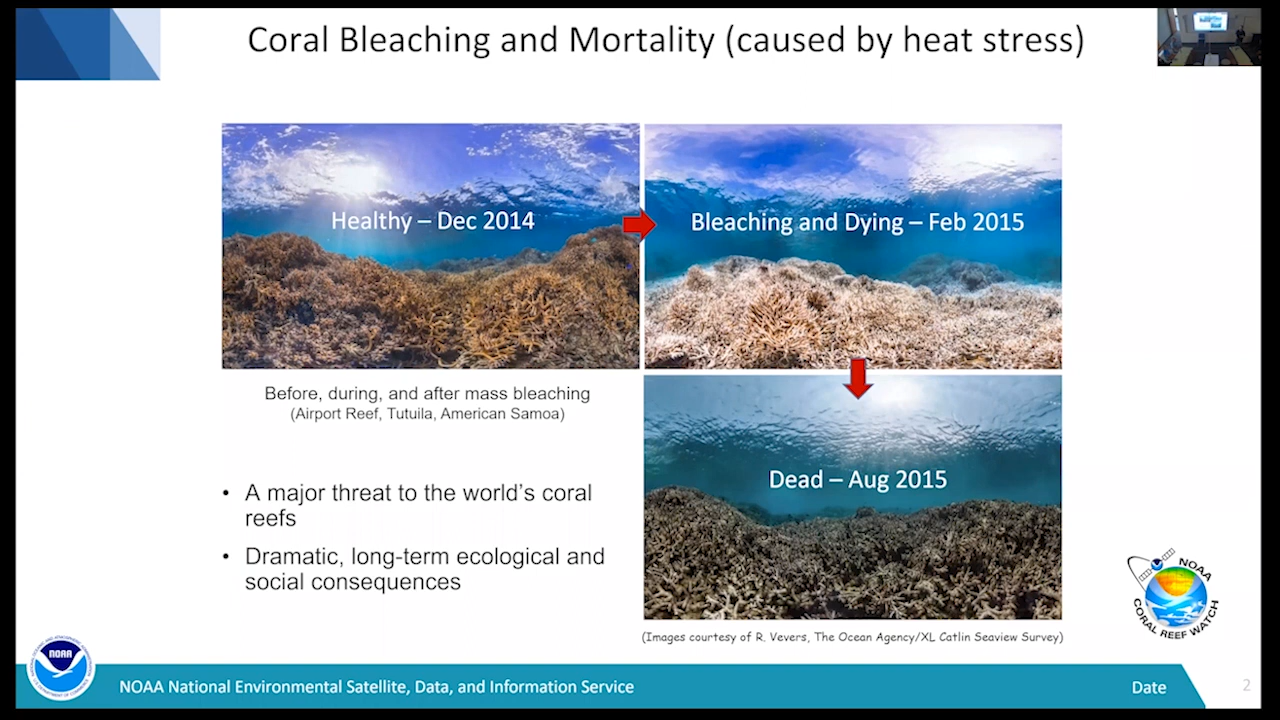 Coral Bleaching and Mortality (caused by heat stress)
Healthy – Dec 2014
Bleaching and Dying – Feb 2015
Before, during, and after mass bleaching
(Airport Reef, Tutuila, American Samoa)
Dead – Aug 2015
• A major threat to the world’s coral
reefs
• Dramatic, long-term ecological and
social consequences
(Images courtesy of R. Vevers, The Ocean Agency/XL Catlin Seaview Survey)
NOAA
CORAL REEF WATCH
NOAA
NOAA National Environmental Satellite, Data, and Information Service
Date
2